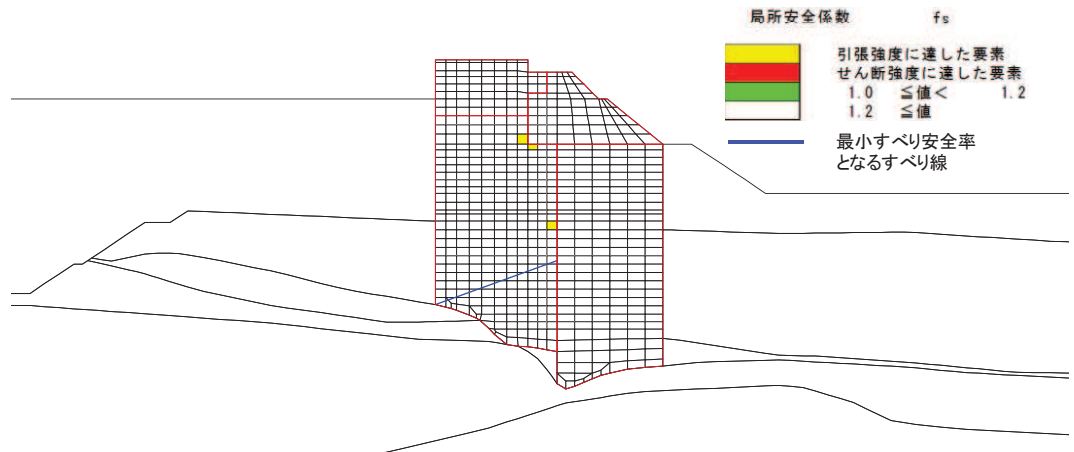 局所安全係数 fs
引張強度に達した要素
せん断強度に達した要素
1.0 ≦値< 1.2
1.2 ≦値
最小すべり安全率
となるすべり線